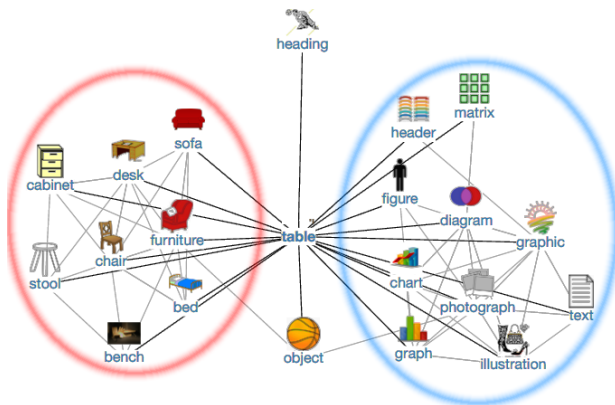 heading
sofa
matrix
header
desk
cabinet
figure
diagram
furniture
table
graphic
chair
stool
chart
bed
photograph
text
bench
object
graph
illustration